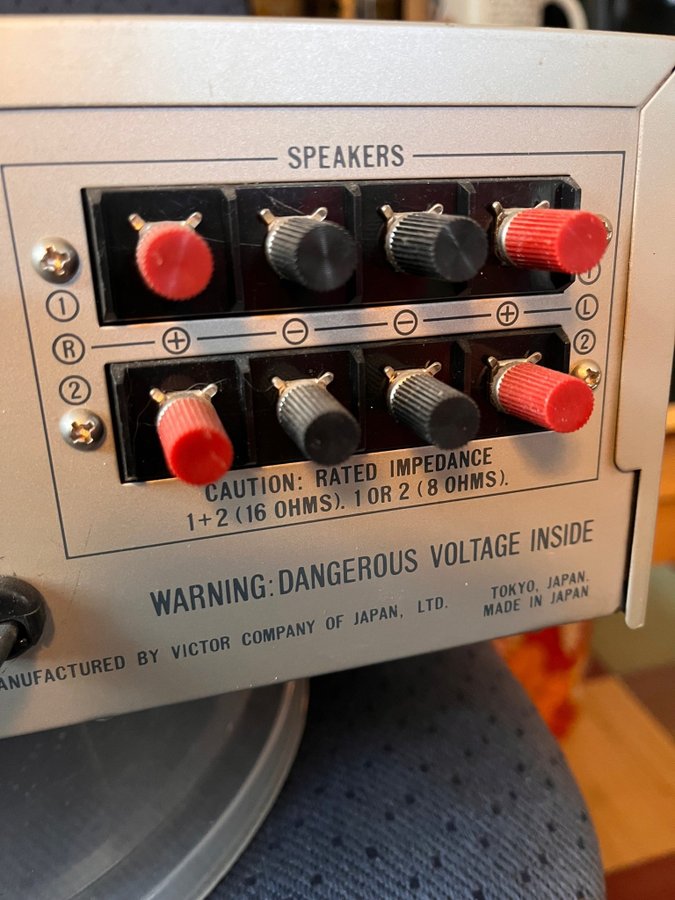 SPEAKERS
① ① 
Ⓡ ⊕ ⊖ ⊖ ⊕ Ⓛ
② ②
CAUTION: RATED IMPEDANCE
1+2 (16 OHMS). 1 OR 2 (8 OHMS).
WARNING: DANGEROUS VOLTAGE INSIDE
MANUFACTURED BY VICTOR COMPANY OF JAPAN, LTD.
TOKYO, JAPAN.
MADE IN JAPAN